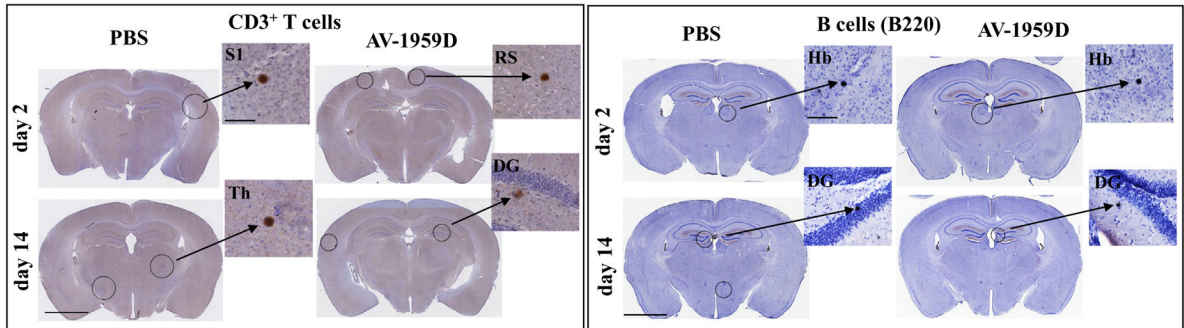 CD3⁺ T cells
PBS
AV-1959D
S1
RS
day 2
DG
Th
day 14
B cells (B220)
PBS
AV-1959D
Hb
Hb
day 2
DG
DG
day 14